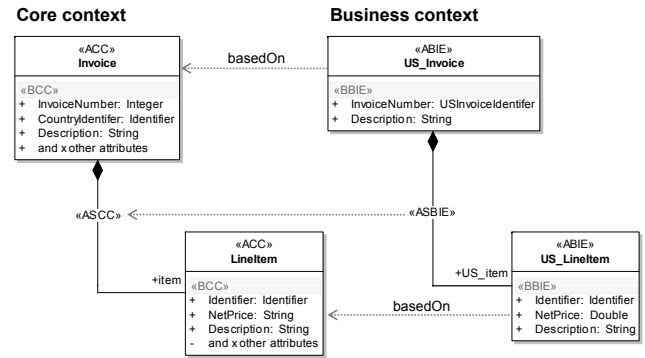 Core context
Business context
«ACC»
Invoice
«BCC»
+ InvoiceNumber: Integer
+ CountryIdentifer: Identifier
+ Description: String
+ and x other attributes
basedOn
«ABIE»
US_Invoice
«BBIE»
+ InvoiceNumber: USInvoiceIdentifer
+ Description: String
«ASCC»
«ASBIE»
+item
«ACC»
LineItem
«BCC»
+ Identifier: Identifier
+ NetPrice: String
+ Description: String
- and x other attributes
basedOn
+US_item
«ABIE»
US_LineItem
«BBIE»
+ Identifier: Identifier
+ NetPrice: Double
+ Description: String